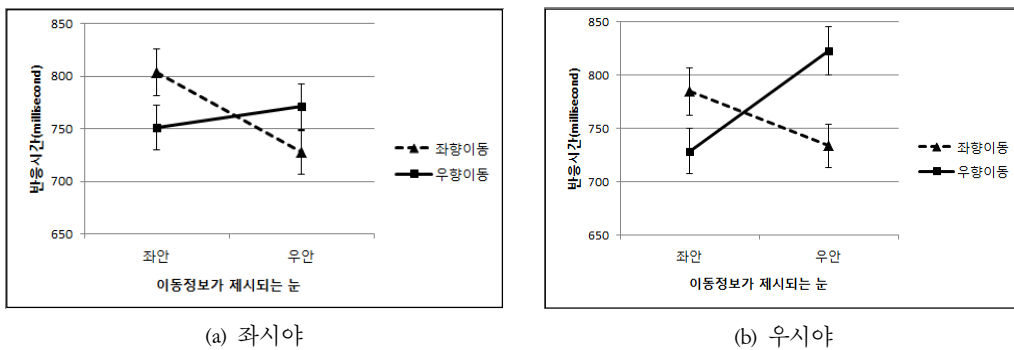 850
800
750
700
650
반응시간(millisecond)
좌안
우안
이동정보가 제시되는 눈
좌향이동
우향이동
(a) 좌시야
850
800
750
700
650
반응시간(millisecond)
좌안
우안
이동정보가 제시되는 눈
좌향이동
우향이동
(b) 우시야